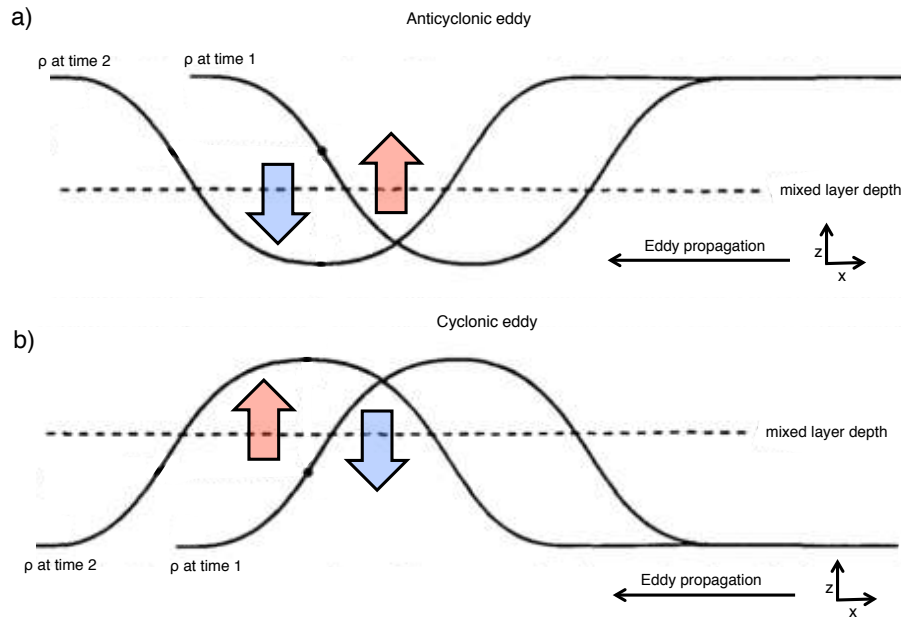 a)
Anticyclonic eddy
ρ at time 2
ρ at time 1
mixed layer depth
Eddy propagation
z
x
Cyclonic eddy
b)
mixed layer depth
ρ at time 2
ρ at time 1
Eddy propagation
z
x